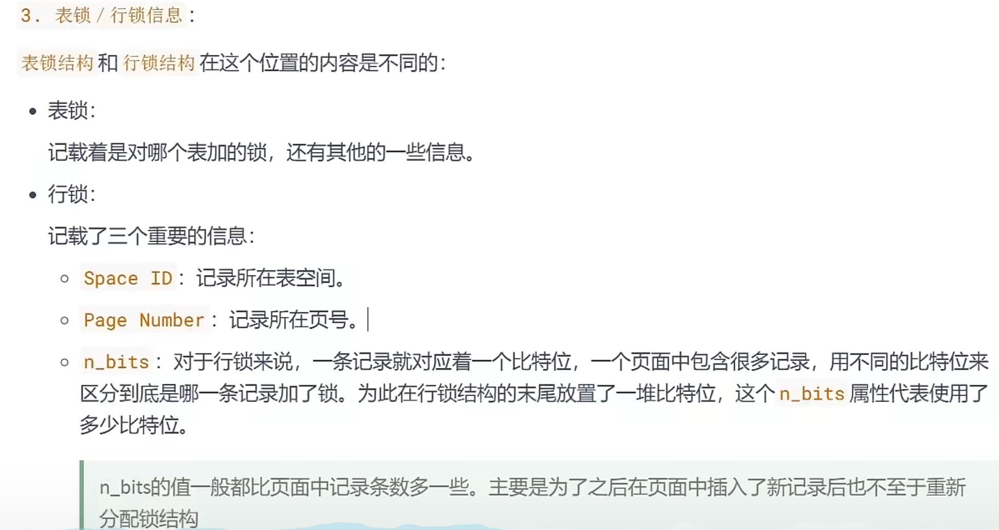 3. 表锁/行锁信息：
表锁结构和行锁结构在这个位置的内容是不同的：
表锁：
记载着是对哪个表加的锁，还有其他的一些信息。
行锁：
记载了三个重要的信息：
Space ID：记录所在表空间。
Page Number：记录所在页号。
n_bits：对于行锁来说，一条记录就对应着一个比特位，一个页面中包含很多记录，用不同的比特位来
区分到底是哪一条记录加了锁。为此在行锁结构的末尾放置了一堆比特位，这个n_bits属性代表使用了
多少比特位。
n_bits的值一般都比页面中记录条数多一些。主要是为了之后在页面中插入了新记录后也不至于重新
分配锁结构